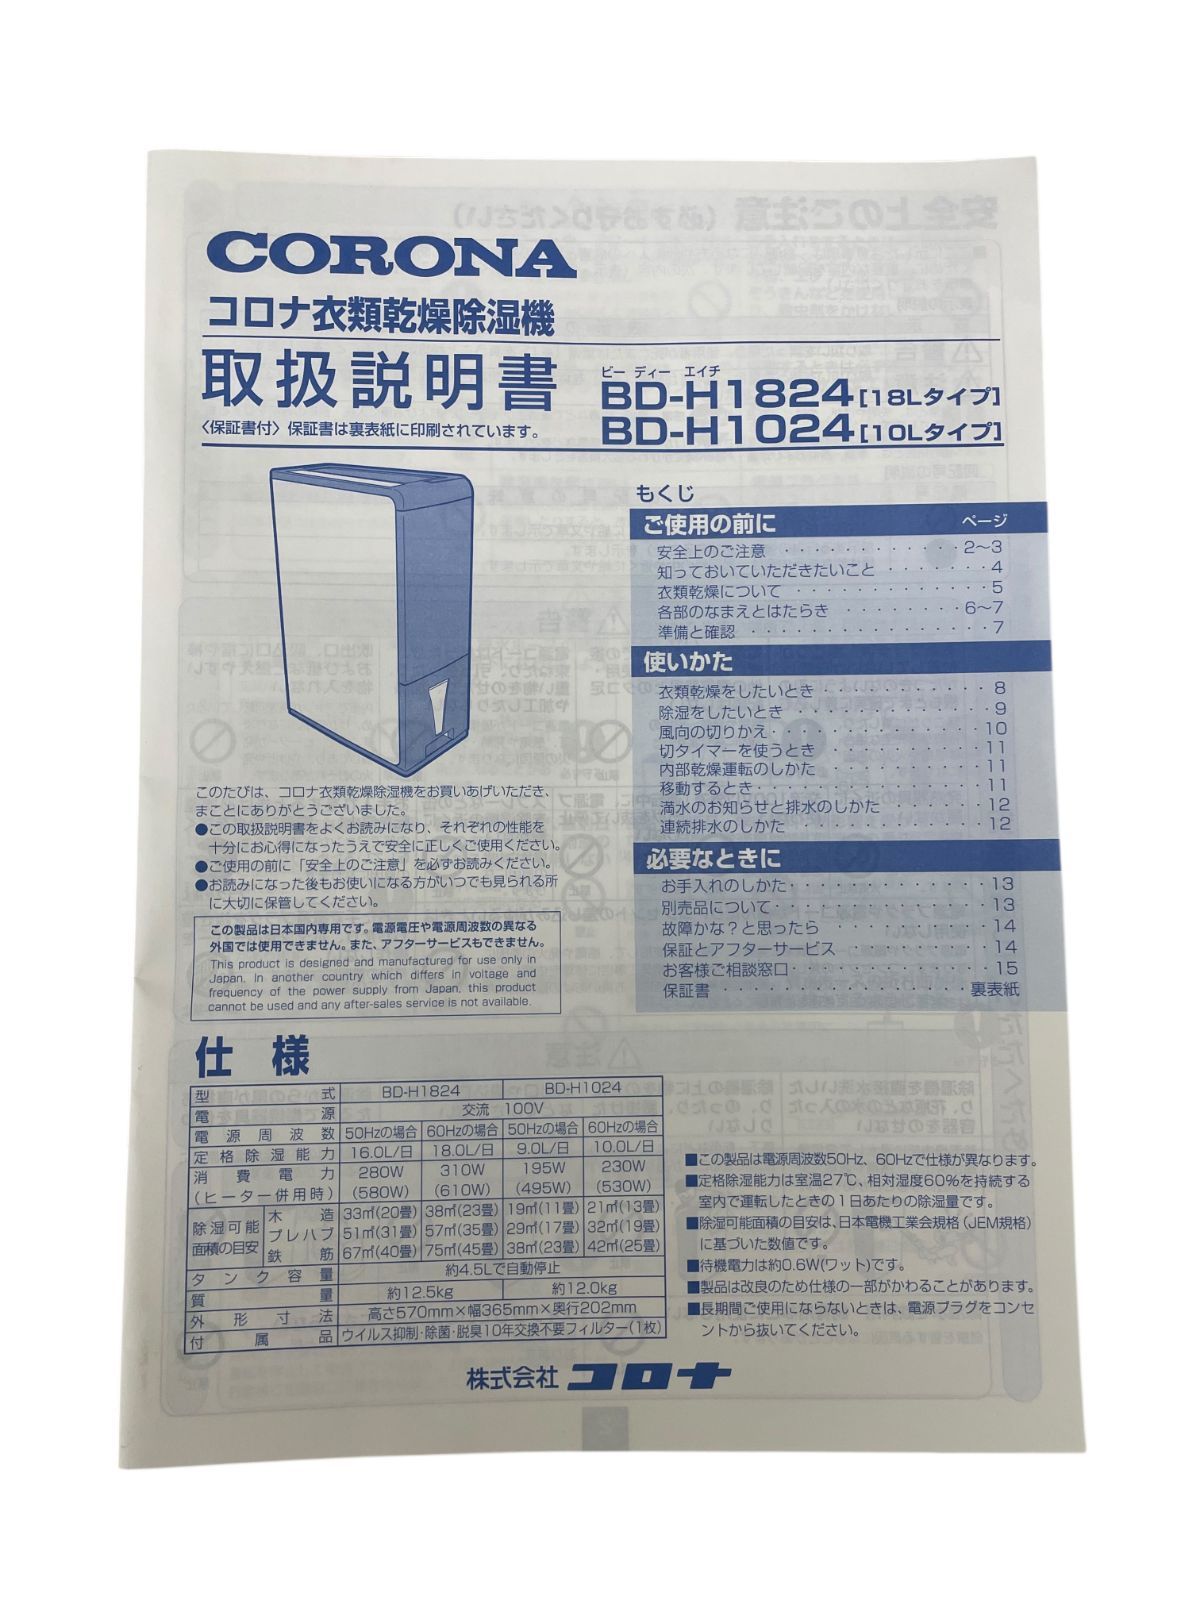 CORONA
コロナ衣類乾燥除湿機
取扱説明書
〈保証書付〉保証書は裏表紙に印刷されています。
ビー ディー エイチ
BD-H1824[18Lタイプ]
BD-H1024[10Lタイプ]
このたびは、コロナ衣類乾燥除湿機をお買いあげいただき、
まことにありがとうございました。
●この取扱説明書をよくお読みになり、それぞれの性能を
十分にお心得になったうえで安全に正しくご使用ください。
●ご使用の前に「安全上のご注意」を必ずお読みください。
●お読みになった後もお使いになる方がいつでも見られる所
に大切に保管してください。
この製品は日本国内専用です。電源電圧や電源周波数の異なる
外国では使用できません。また、アフターサービスもできません。
This product is designed and manufactured for use only in
Japan. In another country which differs in voltage and
frequency of the power supply from Japan, this product
cannot be used and any after-sales service is not available.
もくじ
ご使用の前に ページ
安全上のご注意 ・・・・・・・・・・・・ 2〜3
知っておいていただきたいこと ・・・・・・・ 4
衣類乾燥について ・・・・・・・・・・・・ 5
各部のなまえとはたらき ・・・・・・・・ 6〜7
準備と確認 ・・・・・・・・・・・・・・・ 7
使いかた
衣類乾燥をしたいとき ・・・・・・・・・・ 8
除湿をしたいとき ・・・・・・・・・・・・ 9
風向の切りかえ ・・・・・・・・・・・・・ 10
切タイマーを使うとき ・・・・・・・・・・ 11
内部乾燥運転のしかた ・・・・・・・・・・ 11
移動するとき ・・・・・・・・・・・・・・ 11
満水のお知らせと排水のしかた ・・・・・・ 12
連続排水のしかた ・・・・・・・・・・・・ 12
必要なときに
お手入れのしかた ・・・・・・・・・・・・ 13
別売品について ・・・・・・・・・・・・・ 13
故障かな？と思ったら ・・・・・・・・・・ 14
保証とアフターサービス ・・・・・・・・・ 14
お客様ご相談窓口 ・・・・・・・・・・・・ 15
保証書 ・・・・・・・・・・・・・・・ 裏表紙
仕様
型式 BD-H1824 BD-H1024
電源 交流 100V
電源周波数 50Hzの場合 60Hzの場合 50Hzの場合 60Hzの場合
定格除湿能力 16.0L/日 18.0L/日 9.0L/日 10.0L/日
消費電力 280W 310W 195W 230W
（ヒーター併用時） (580W) (610W) (495W) (530W)
除湿可能面積の目安 木造 33㎡(20畳) 38㎡(23畳) 19㎡(11畳) 21㎡(13畳)
プレハブ 51㎡(31畳) 57㎡(35畳) 29㎡(17畳) 32㎡(19畳)
鉄筋 67㎡(40畳) 75㎡(45畳) 38㎡(23畳) 42㎡(25畳)
タンク容量 約4.5Lで自動停止
質量 約12.5kg 約12.0kg
外形寸法 高さ570mm×幅365mm×奥行202mm
付属品 ウイルス抑制・除菌・脱臭10年交換不要フィルター(1枚)
■この製品は電源周波数50Hz、60Hzで仕様が異なります。
■定格除湿能力は室温27℃、相対湿度60%を持続する
室内で運転したときの1日あたりの除湿量です。
■除湿可能面積の目安は、日本電機工業会規格(JEM規格)
に基づいた数値です。
■待機電力は約0.6W(ワット)です。
■製品は改良のため仕様の一部がかわることがあります。
■長期間ご使用にならないときは、電源プラグをコンセ
ントから抜いてください。
株式会社 コロナ